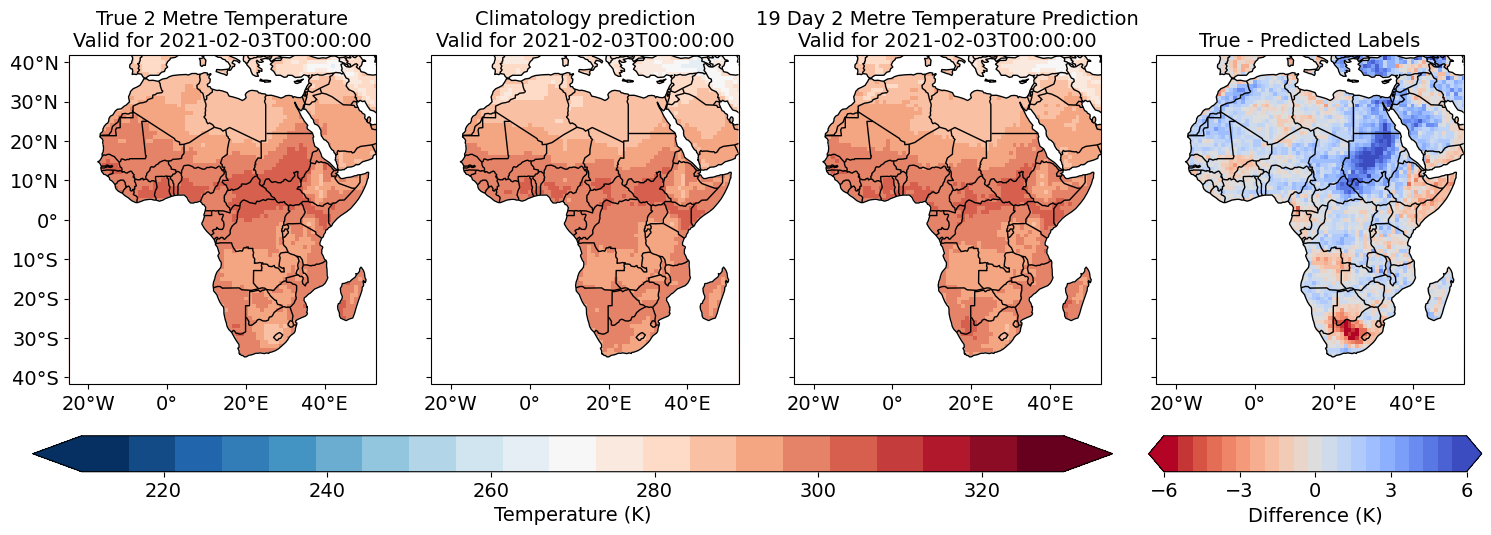 True 2 Metre Temperature
Valid for 2021-02-03T00:00:00
Climatology prediction
Valid for 2021-02-03T00:00:00
19 Day 2 Metre Temperature Prediction
Valid for 2021-02-03T00:00:00
True - Predicted Labels
40°N
30°N
20°N
10°N
0°
10°S
20°S
30°S
40°S
20°W 0° 20°E 40°E
20°W 0° 20°E 40°E
20°W 0° 20°E 40°E
20°W 0° 20°E 40°E
220 240 260 280 300 320
Temperature (K)
−6 −3 0 3 6
Difference (K)